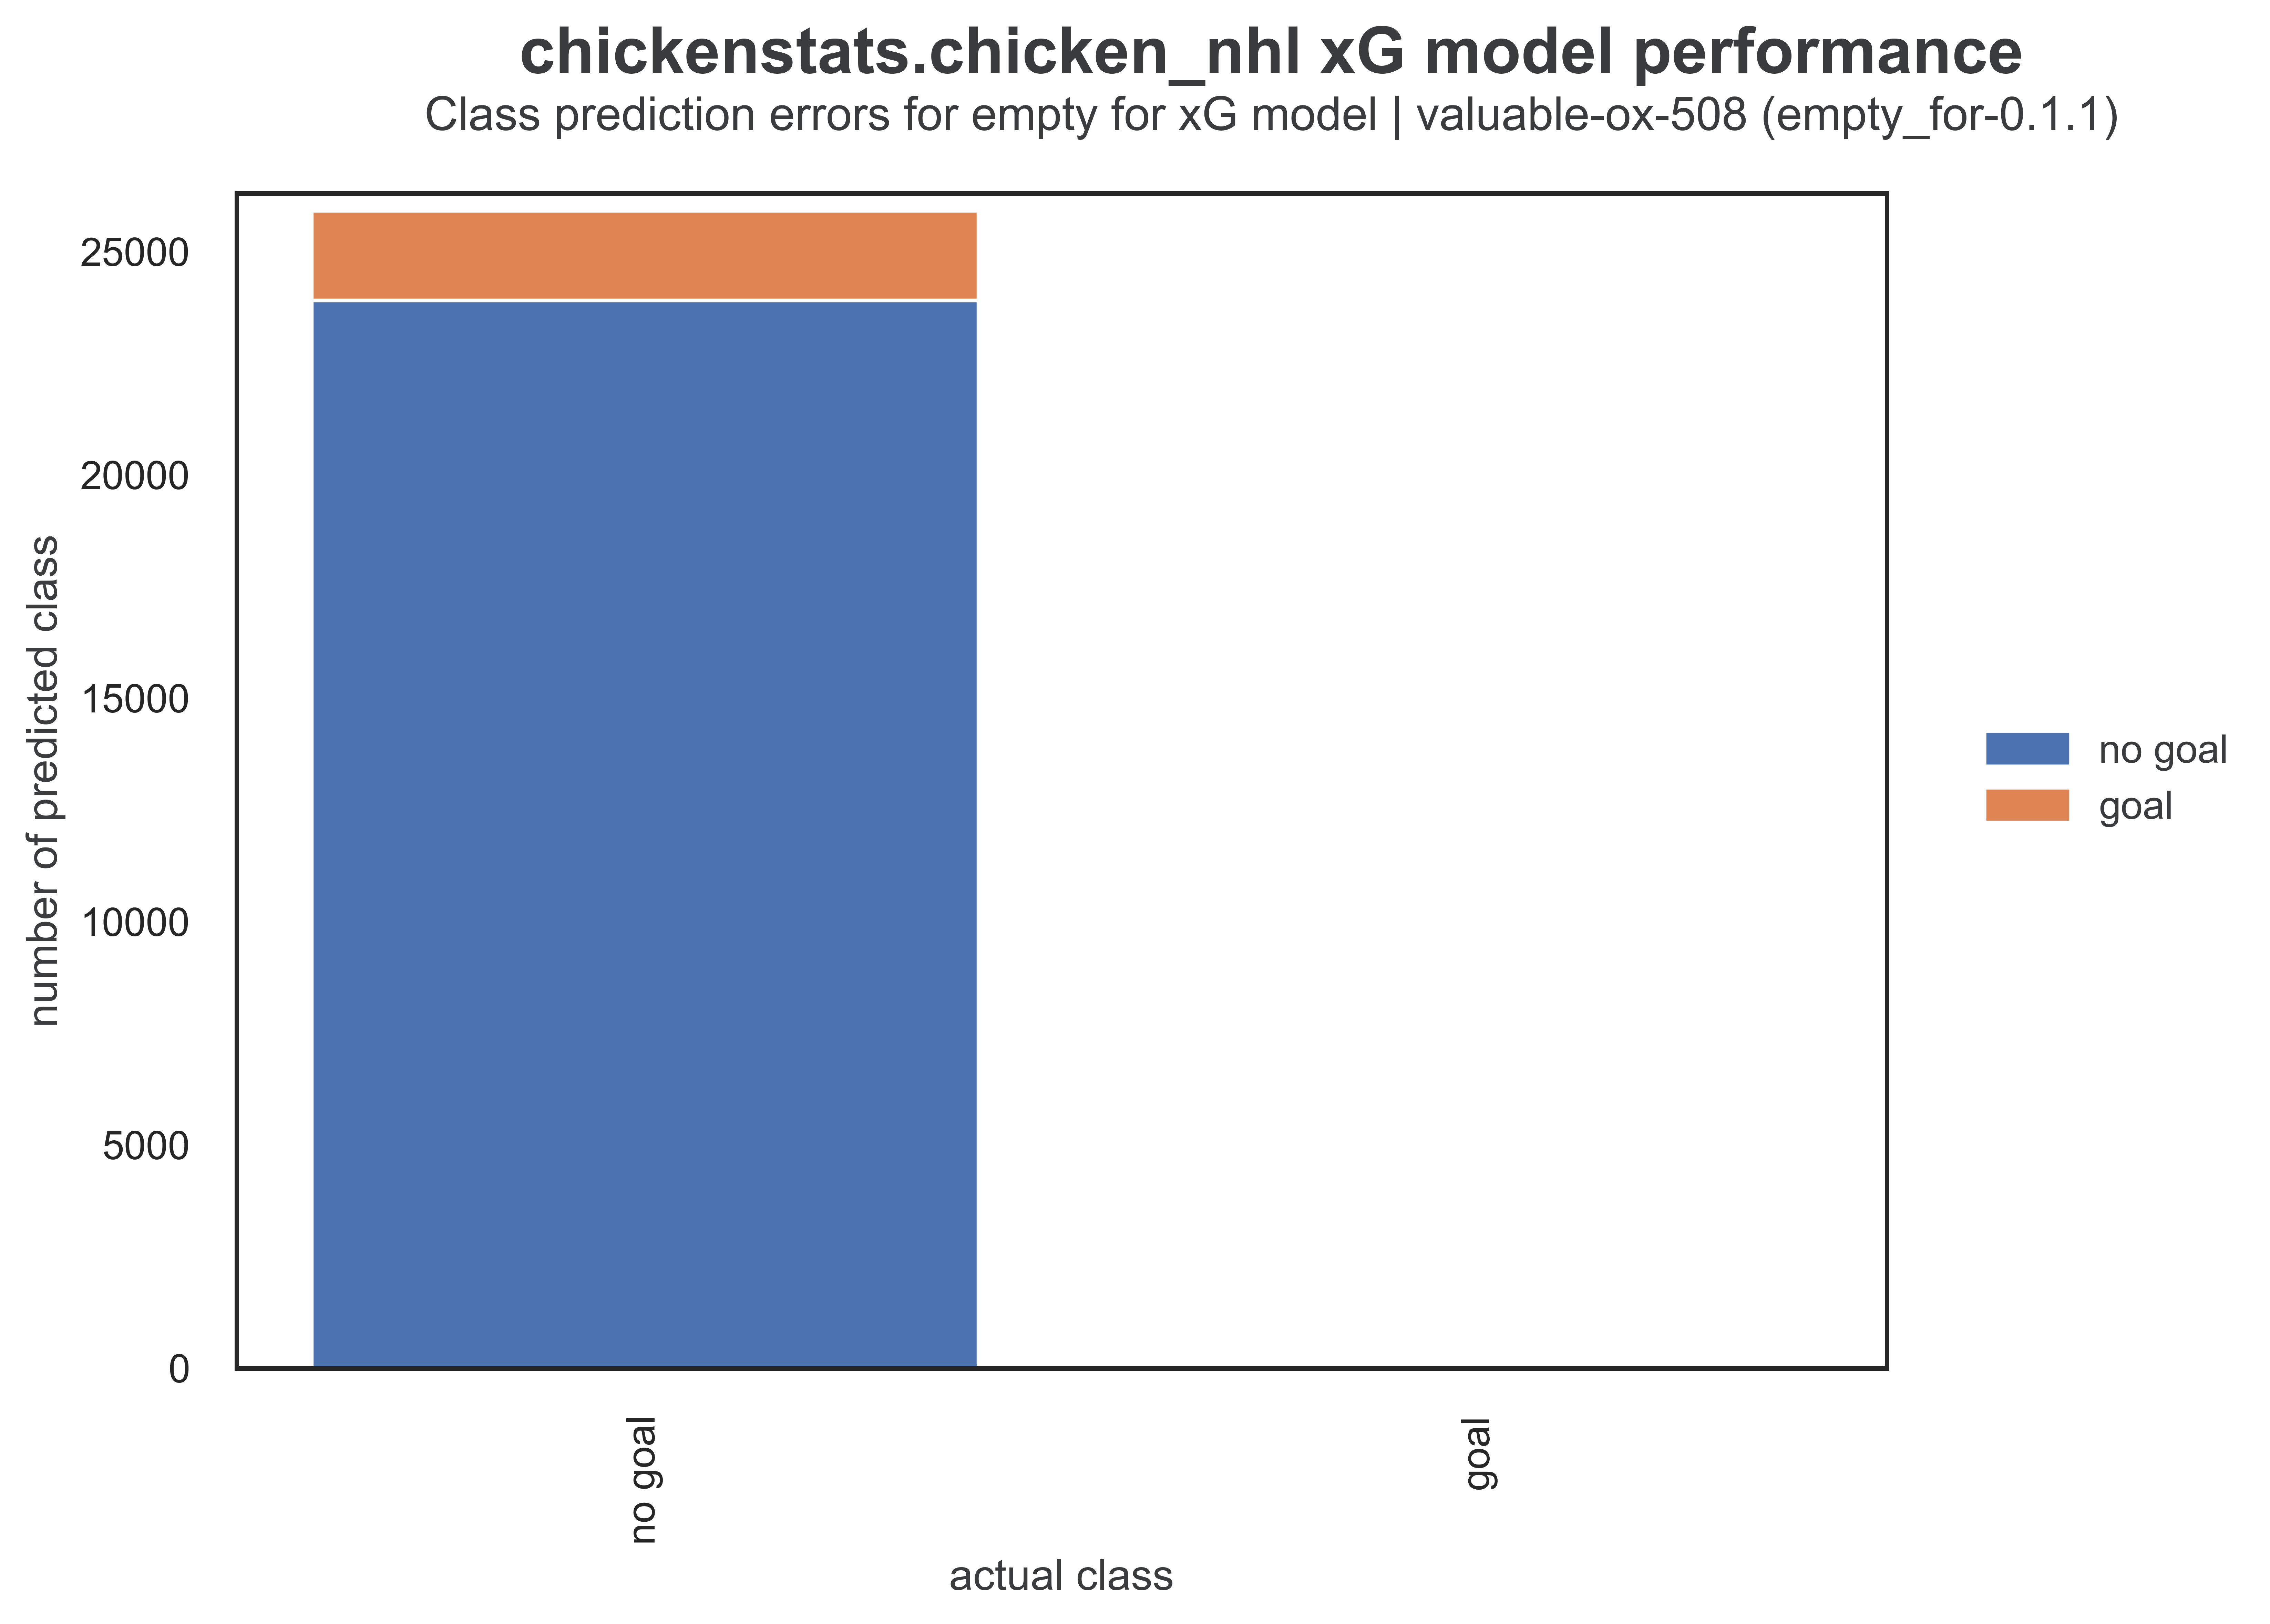 chickenstats.chicken_nhl xG model performance
Class prediction errors for empty for xG model | valuable-ox-508 (empty_for-0.1.1)
25000
20000
15000
10000
5000
0
number of predicted class
no goal
goal
no goal
goal
actual class